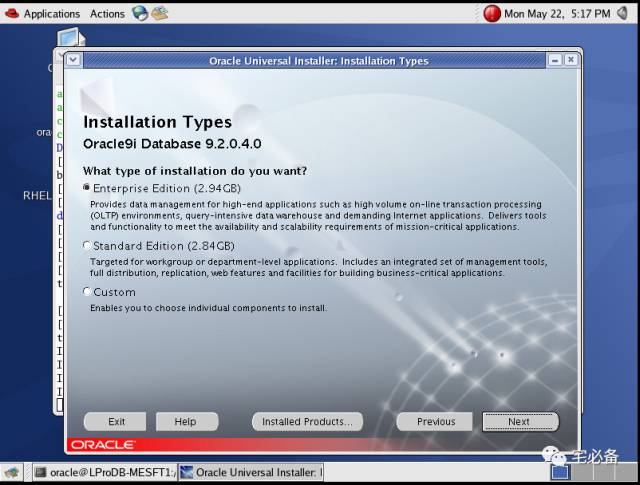 Applications Actions
Mon May 22, 5:17 PM
Oracle Universal Installer: Installation Types
Installation Types
Oracle9i Database 9.2.0.4.0
What type of installation do you want?
Enterprise Edition (2.94GB)
Provides data management for high-end applications such as high volume on-line transaction processing
(OLTP) environments, query-intensive data warehouse and demanding Internet applications. Delivers tools
and functionality to meet the availability and scalability requirements of mission-critical applications.
Standard Edition (2.84GB)
Targeted for workgroup or department-level applications. Includes an integrated set of management tools,
full distribution, replication, web features and facilities for building business-critical applications.
Custom
Enables you to choose individual components to install.
ora
RHEL
Exit
Help
Installed Products...
Previous
Next
ORACLE
宅必备
oracle@LProDB-MESFT1:
Oracle Universal Installer: I